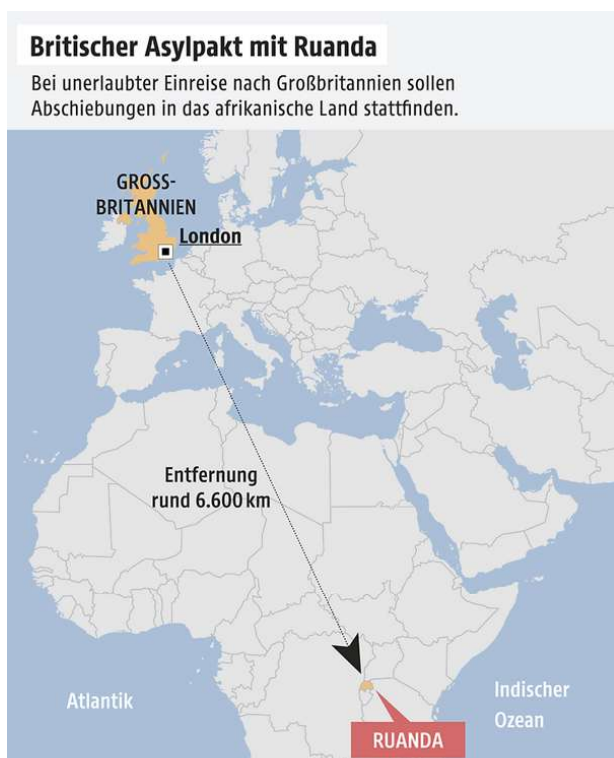 Britischer Asylpakt mit Ruanda
Bei unerlaubter Einreise nach Großbritannien sollen
Abschiebungen in das afrikanische Land stattfinden.
GROSS-
BRITANNIEN
London
Entfernung
rund 6.600 km
Atlantik
Indischer
Ozean
RUANDA